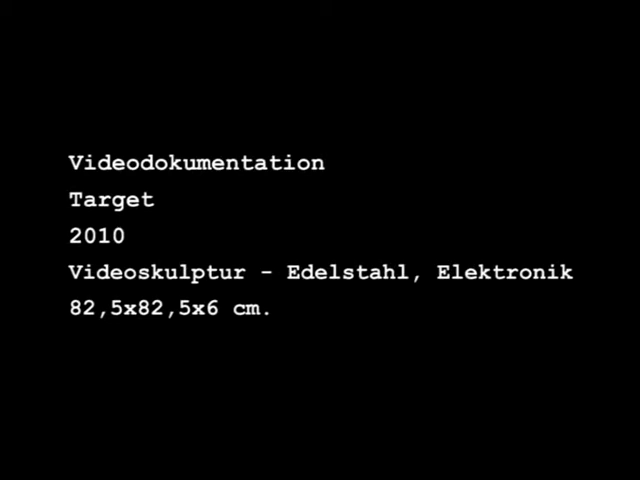 Videodokumentation
Target
2010
Videoskulptur - Edelstahl, Elektronik
82,5x82,5x6 cm.